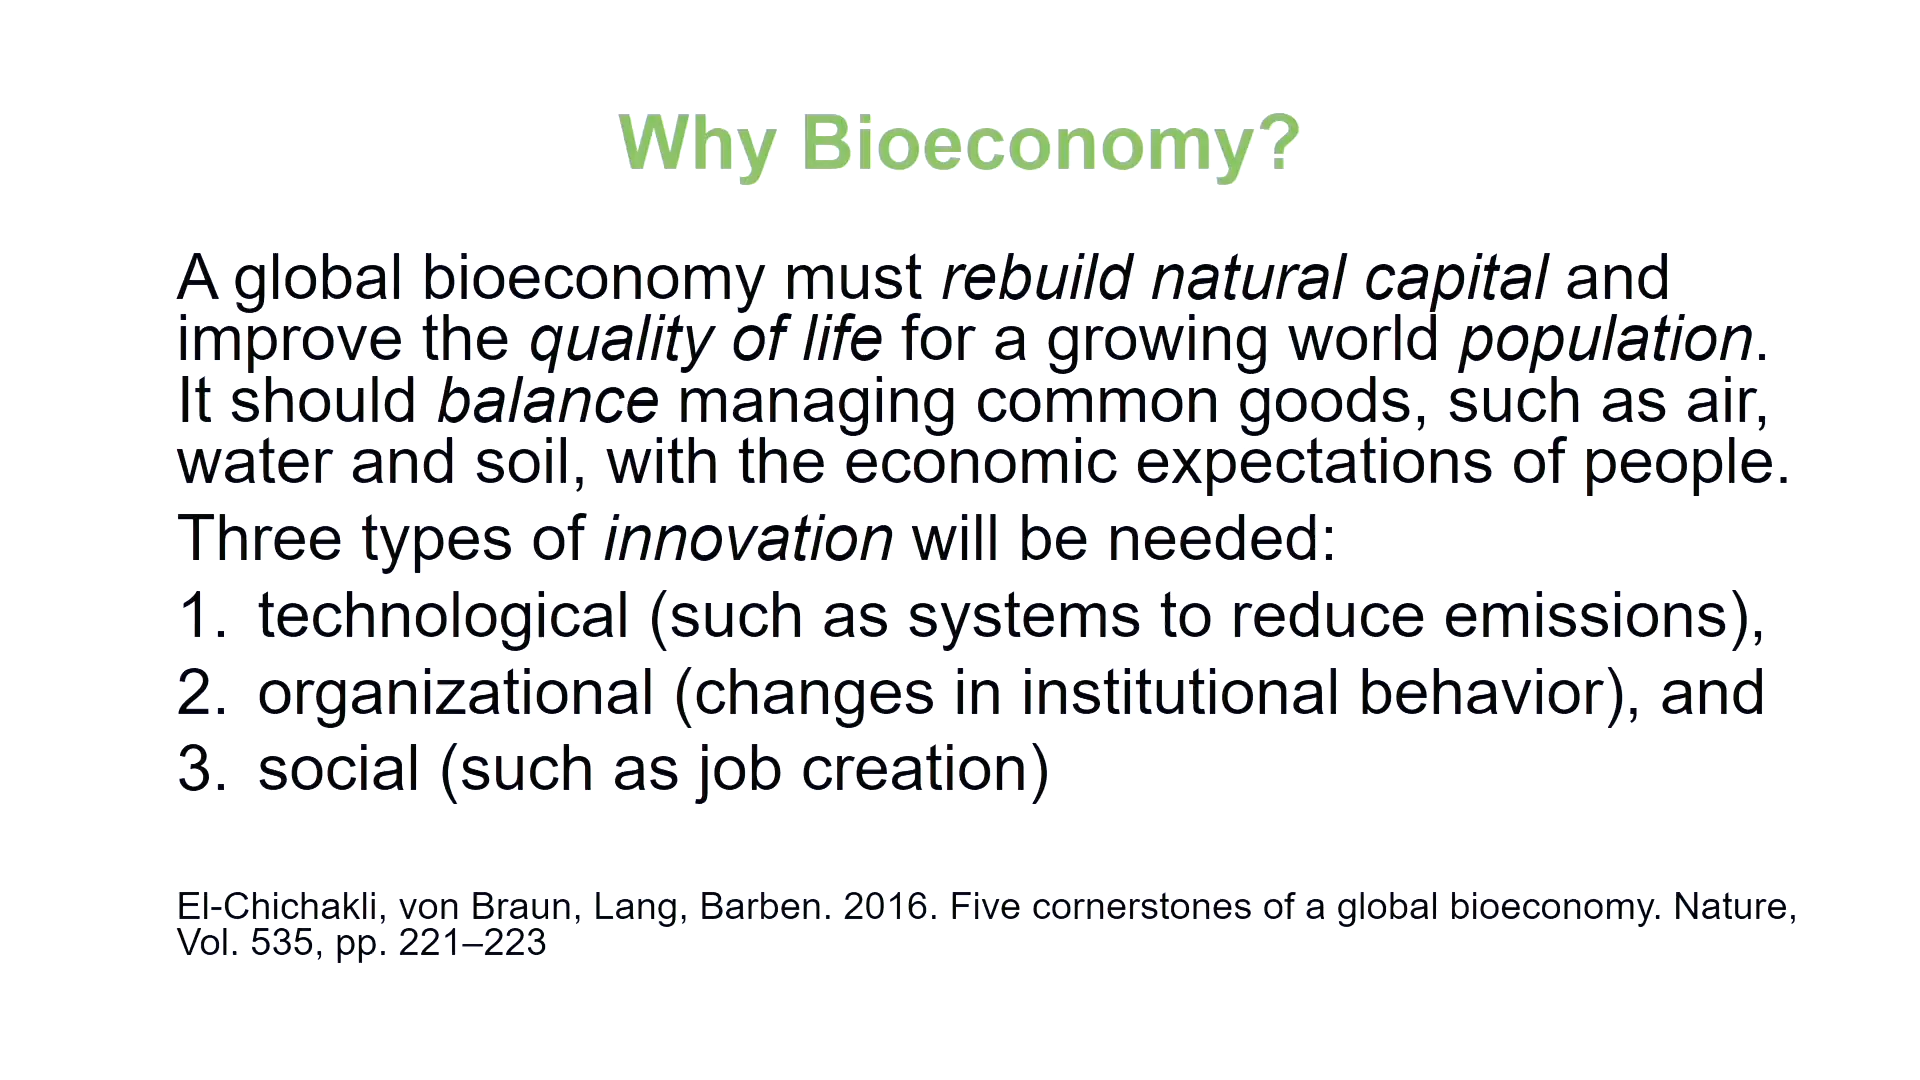 Why Bioeconomy?
A global bioeconomy must rebuild natural capital and
improve the quality of life for a growing world population.
It should balance managing common goods, such as air,
water and soil, with the economic expectations of people.
Three types of innovation will be needed:
1. technological (such as systems to reduce emissions),
2. organizational (changes in institutional behavior), and
3. social (such as job creation)
El-Chichakli, von Braun, Lang, Barben. 2016. Five cornerstones of a global bioeconomy. Nature,
Vol. 535, pp. 221–223